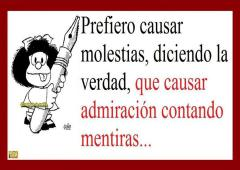 Prefiero causar
molestias, diciendo la
verdad, que causar
admiración contando
mentiras...